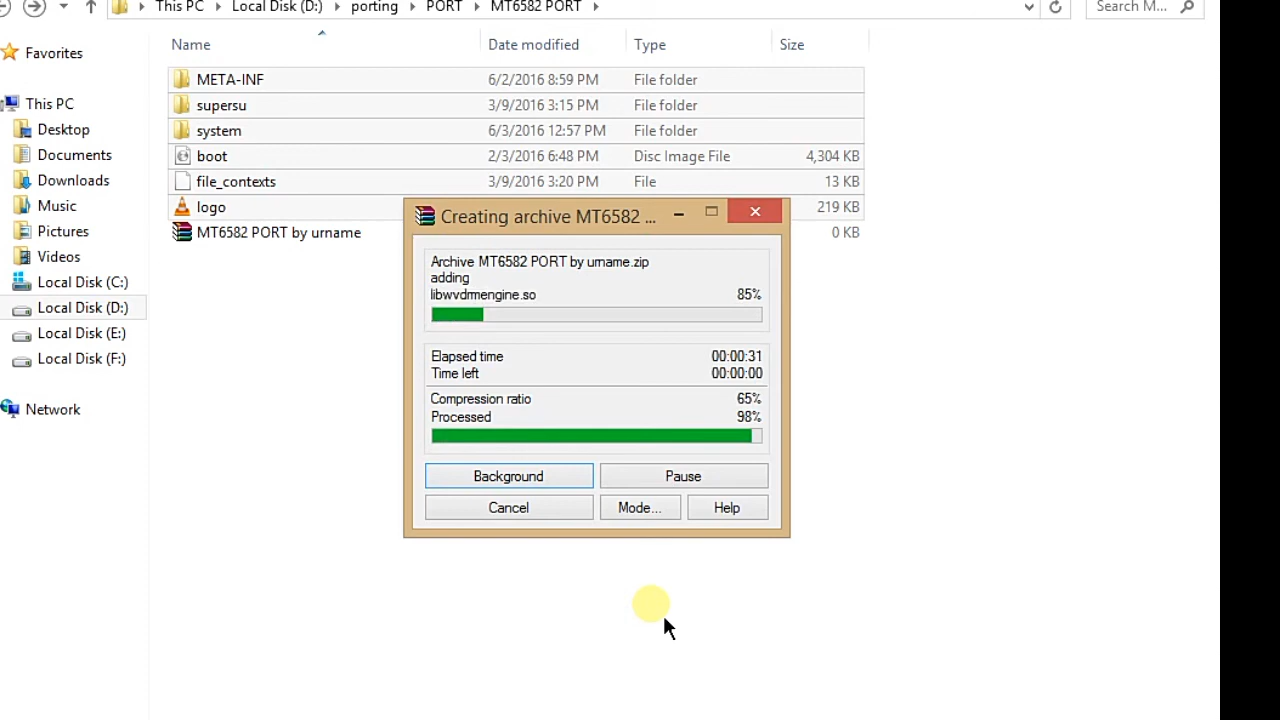 This PC Local Disk (D:) porting PORT MT6582 PORT Search M...
Name Date modified Type Size
Favorites
This PC
Desktop
Documents
Downloads
Music
Pictures
Videos
Local Disk (C:)
Local Disk (D:)
Local Disk (E:)
Local Disk (F:)
Network
META-INF 6/2/2016 8:59 PM File folder
supersu 3/9/2016 3:15 PM File folder
system 6/3/2016 12:57 PM File folder
boot 2/3/2016 6:48 PM Disc Image File 4,304 KB
file_contexts 3/9/2016 3:20 PM File 13 KB
logo 219 KB
MT6582 PORT by urname 0 KB
Creating archive MT6582 ...
Archive MT6582 PORT by urname.zip
adding
libwvdrmengine.so 85%
Elapsed time 00:00:31
Time left 00:00:00
Compression ratio 65%
Processed 98%
Background Pause
Cancel Mode... Help